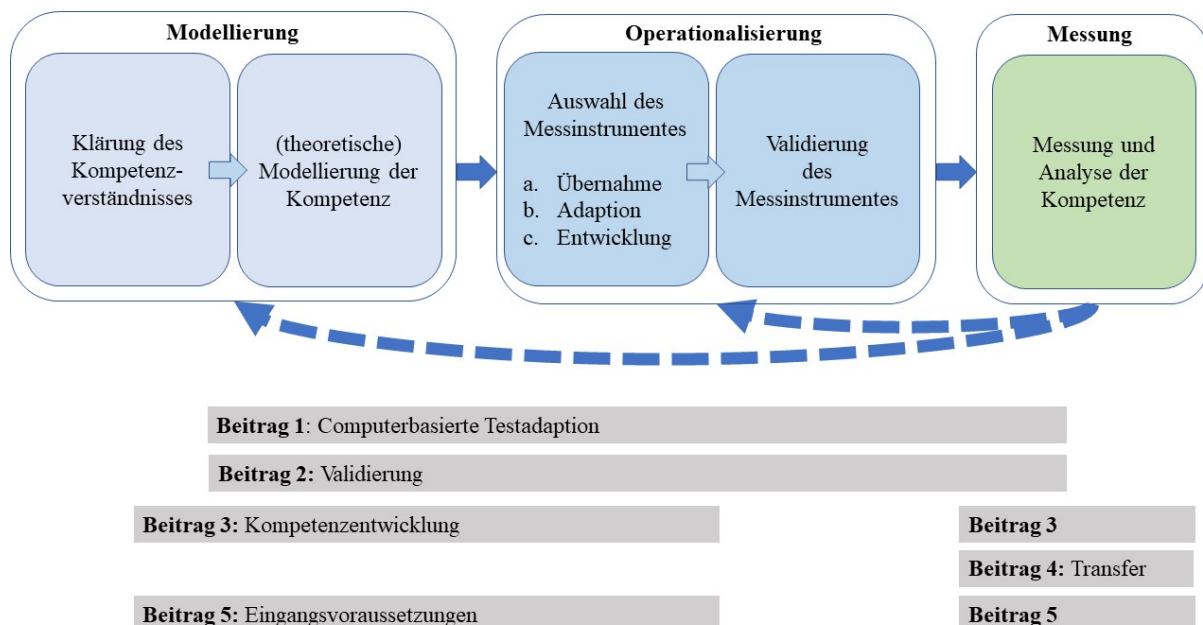 Modellierung
Klärung des
Kompetenz-
verständnisses
(theoretische)
Modellierung der
Kompetenz
Operationalisierung
Auswahl des
Messinstrumentes
a. Übernahme
b. Adaption
c. Entwicklung
Validierung
des
Messinstrumentes
Messung
Messung und
Analyse der
Kompetenz
Beitrag 1: Computerbasierte Testadaption
Beitrag 2: Validierung
Beitrag 3: Kompetenzentwicklung
Beitrag 3
Beitrag 4: Transfer
Beitrag 5: Eingangsvoraussetzungen
Beitrag 5